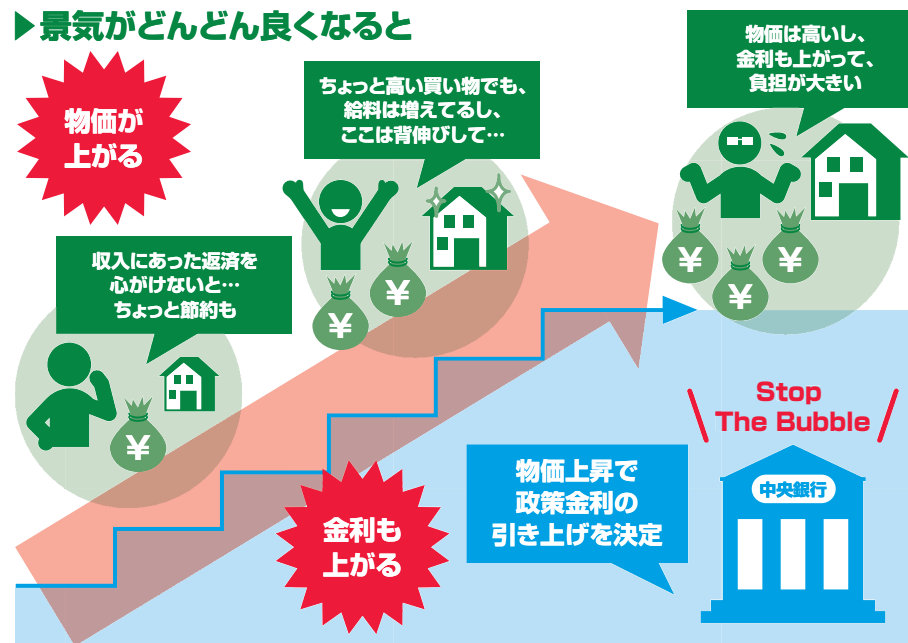 ▶景気がどんどん良くなると
物価が
上がる
収入にあった返済を
心がけないと…
ちょっと節約も
¥
ちょっと高い買い物でも、
給料は増えてるし、
ここは背伸びして…
¥
¥
物価は高いし、
金利も上がって、
負担が大きい
¥
¥
¥
金利も
上がる
物価上昇で
政策金利の
引き上げを決定
Stop
The Bubble
中央銀行